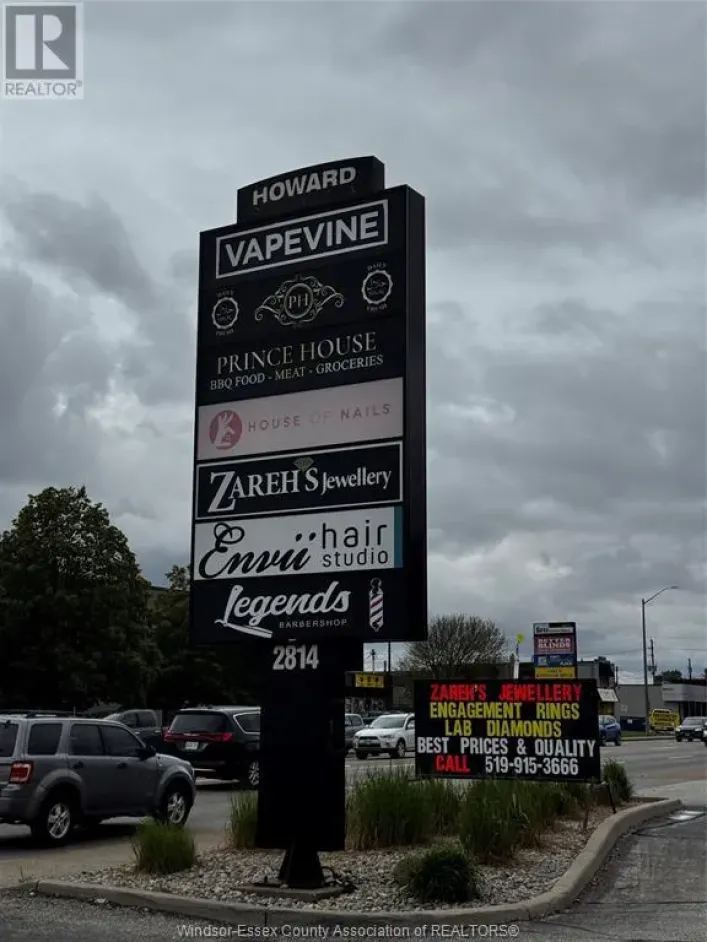 REALTOR®
HOWARD
VAPEVINE
PH
PRINCE HOUSE
BBQ FOOD - MEAT - GROCERIES
HOUSE OF NAILS
ZAREH'S Jewellery
Envii hair
studio
Legends
BARBERSHOP
2814
BETTER
BLINDS
ZAREH'S JEWELLERY
ENGAGEMENT RINGS
LAB DIAMONDS
BEST PRICES & QUALITY
CALL 519-915-3666
Windsor-Essex County Association of REALTORS®